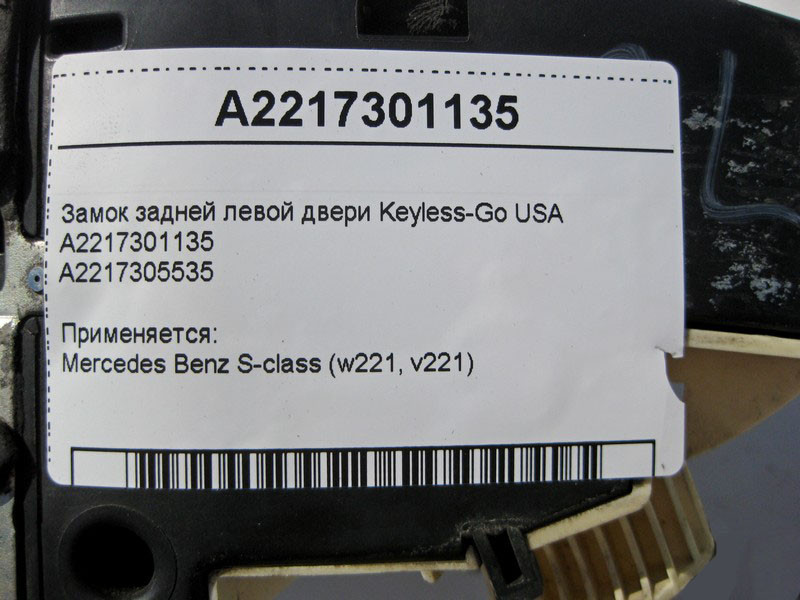 A2217301135
Замок задней левой двери Keyless-Go USA
A2217301135
A2217305535
Применяется:
Mercedes Benz S-class (w221, v221)